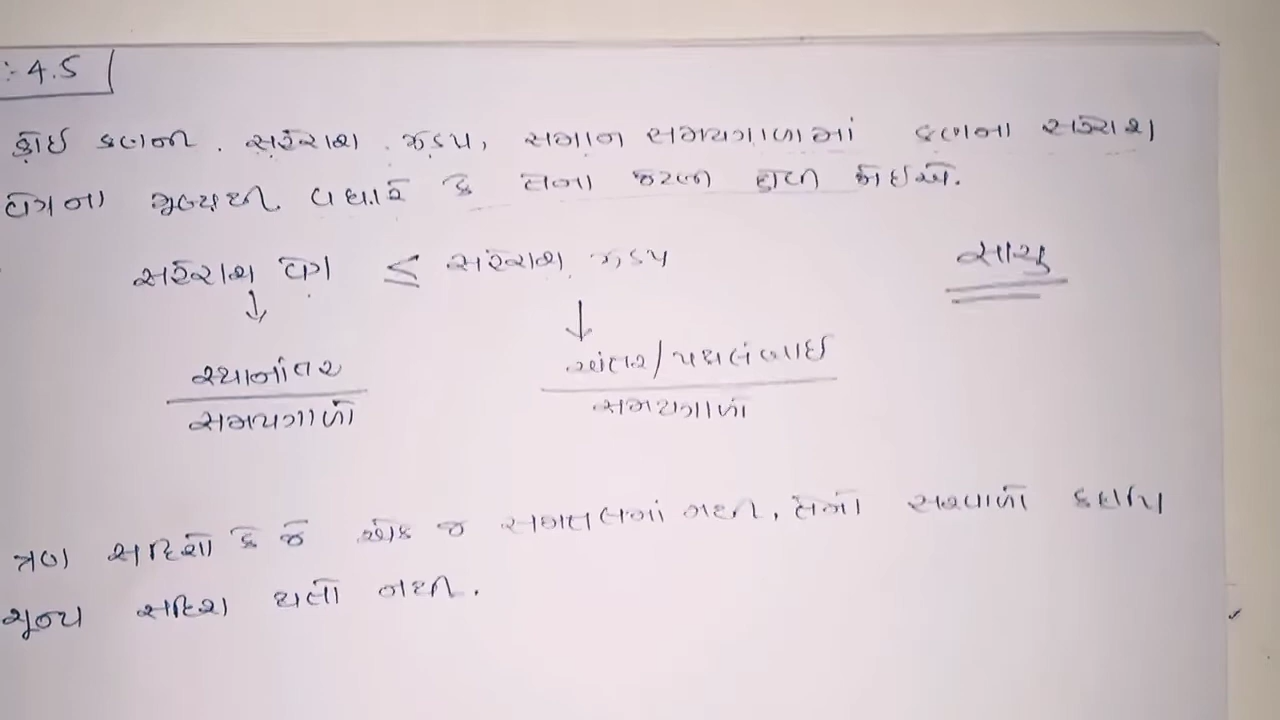 :- 4.5
કોઈ કણની સરેરાશ ઝડપ, સમાન સમયગાળામાં કણના સરેરાશ
વેગના મૂલ્યથી વધારે કે તેના જેટલી હોવી જોઈએ.
સરેરાશ વેગ ≤ સરેરાશ ઝડપ
સાચુ
↓ ↓
સ્થાનાંતર અંતર/પથલંબાઈ
સમયગાળો સમયગાળો
ત્રણ સદિશો કે જે એક જ સમતલમાં નથી, તેનો સરવાળો કદાપિ
શૂન્ય સદિશ થતો નથી.